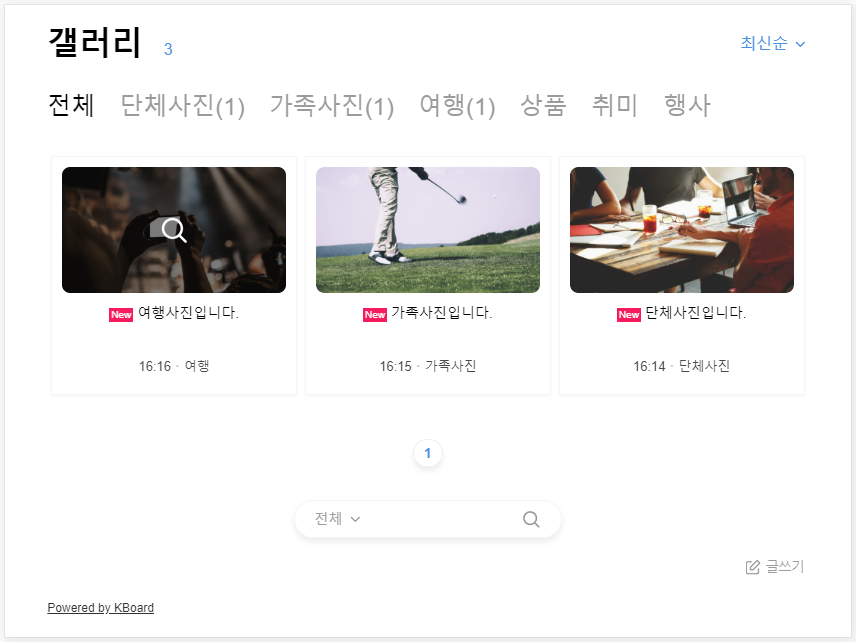 갤러리 3
최신순
전체 단체사진(1) 가족사진(1) 여행(1) 상품 취미 행사
New 여행사진입니다.
16:16 · 여행
New 가족사진입니다.
16:15 · 가족사진
New 단체사진입니다.
16:14 · 단체사진
1
전체
글쓰기
Powered by KBoard